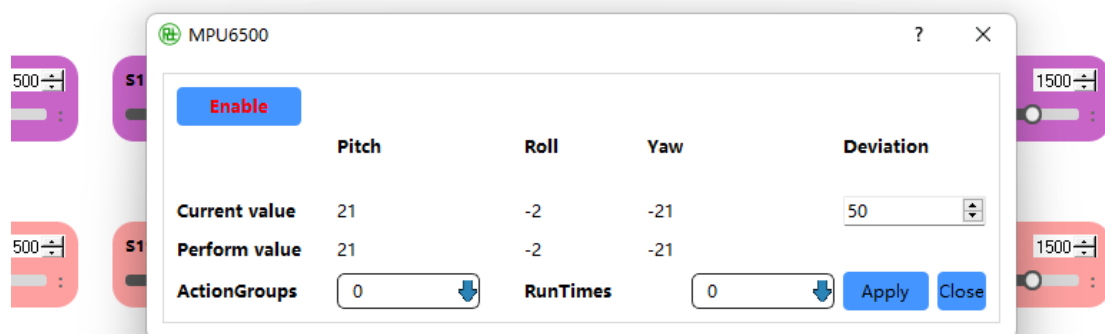 MPU6500 ?
500 S1 1500
Enable
Pitch Roll Yaw Deviation
Current value 21 -2 -21 50
500 S1 1500
Perform value 21 -2 -21
ActionGroups 0 RunTimes 0 Apply Close